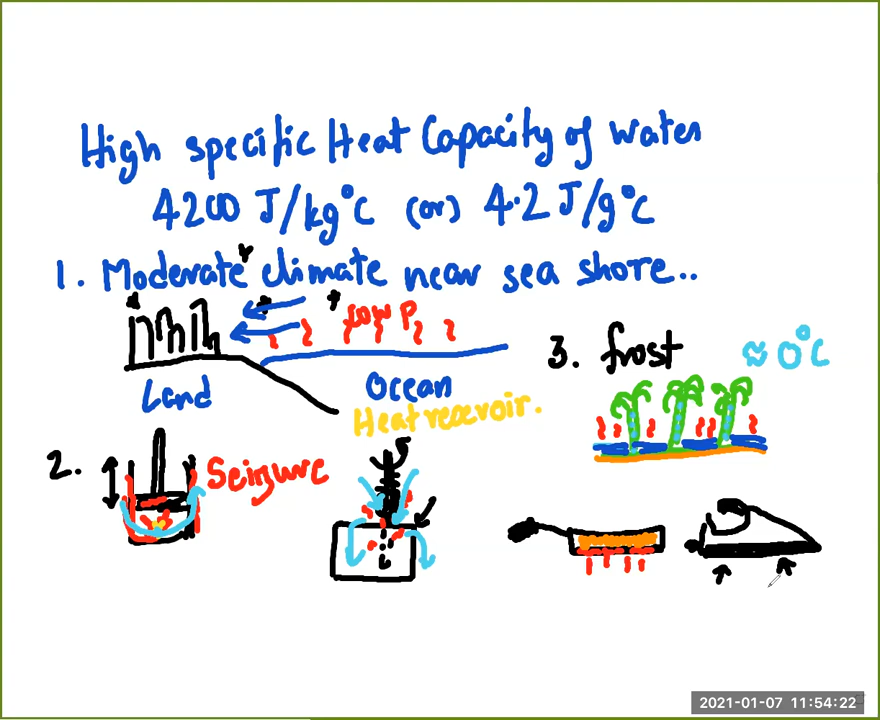 High specific Heat Capacity of water
4200 J/kg°C (or) 4.2 J/g°C
1. Moderate climate near sea shore..
Low P
Land
Ocean
Heat resevoir.
2.
Seizure
3. frost ≈ 0°C
2021-01-07 11:54:22